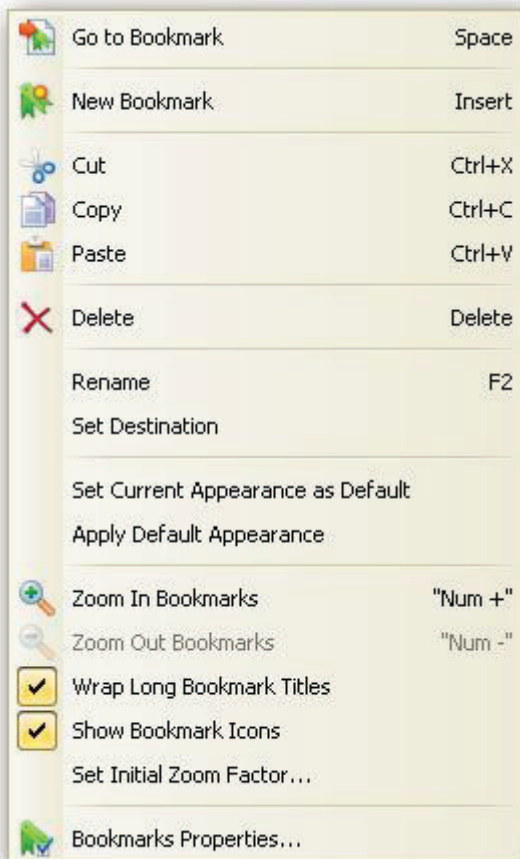 Go to Bookmark Space
New Bookmark Insert
Cut Ctrl+X
Copy Ctrl+C
Paste Ctrl+V
Delete Delete
Rename F2
Set Destination
Set Current Appearance as Default
Apply Default Appearance
Zoom In Bookmarks "Num +"
Zoom Out Bookmarks "Num -"
Wrap Long Bookmark Titles
Show Bookmark Icons
Set Initial Zoom Factor...
Bookmarks Properties...